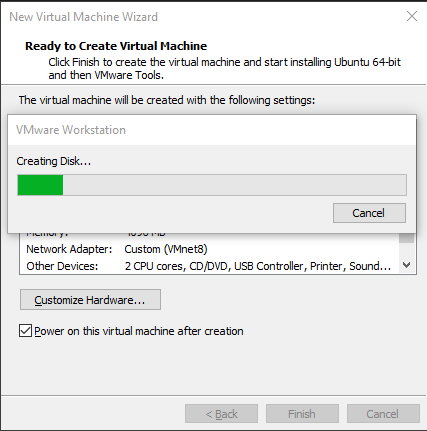 New Virtual Machine Wizard
Ready to Create Virtual Machine
Click Finish to create the virtual machine and start installing Ubuntu 64-bit
and then VMware Tools.
The virtual machine will be created with the following settings:
VMware Workstation
Creating Disk...
Cancel
Network Adapter: Custom (VMnet8)
Other Devices: 2 CPU cores, CD/DVD, USB Controller, Printer, Sound...
Customize Hardware...
Power on this virtual machine after creation
< Back
Finish
Cancel